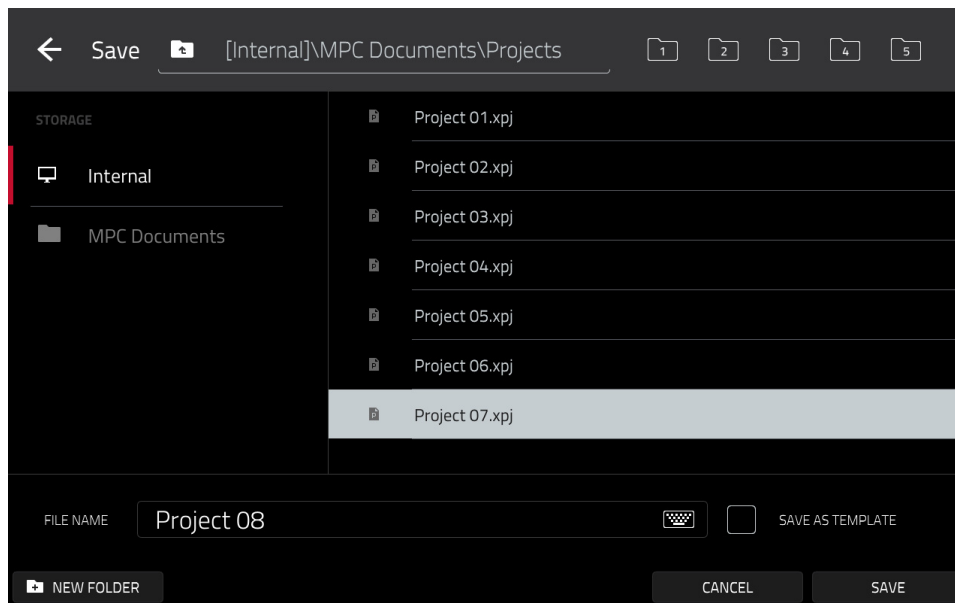 Save [Internal]\MPC Documents\Projects 1 2 3 4 5
STORAGE
Internal
MPC Documents
Project 01.xpj
Project 02.xpj
Project 03.xpj
Project 04.xpj
Project 05.xpj
Project 06.xpj
Project 07.xpj
FILE NAME Project 08 SAVE AS TEMPLATE
NEW FOLDER CANCEL SAVE